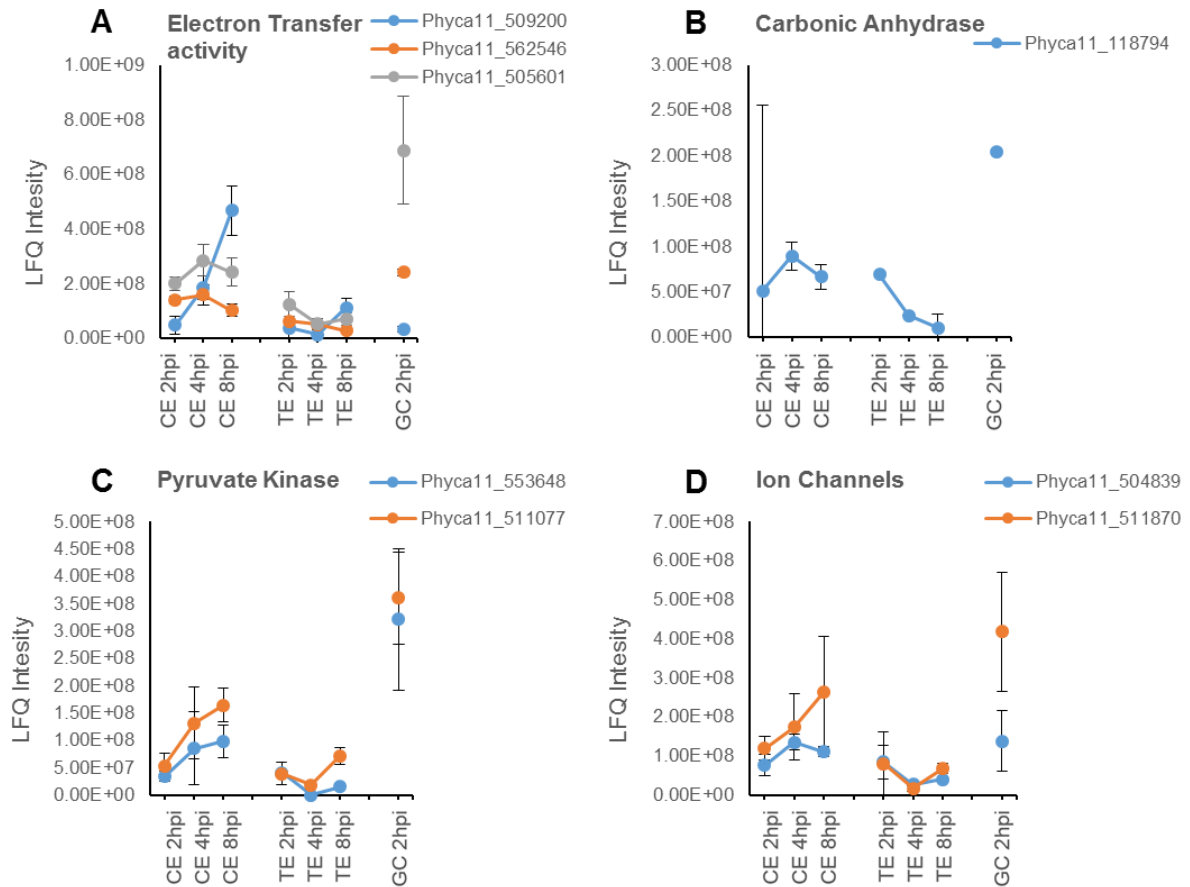 A
Electron Transfer
activity
Phyca11_509200
Phyca11_562546
Phyca11_505601
1.00E+09
8.00E+08
6.00E+08
4.00E+08
2.00E+08
0.00E+00
LFQ Intesity
CE 2hpi
CE 4hpi
CE 8hpi
TE 2hpi
TE 4hpi
TE 8hpi
GC 2hpi
B
Carbonic Anhydrase
Phyca11_118794
3.00E+08
2.50E+08
2.00E+08
1.50E+08
1.00E+08
5.00E+07
0.00E+00
LFQ Intesity
CE 2hpi
CE 4hpi
CE 8hpi
TE 2hpi
TE 4hpi
TE 8hpi
GC 2hpi
C
Pyruvate Kinase
Phyca11_553648
Phyca11_511077
5.00E+08
4.50E+08
4.00E+08
3.50E+08
3.00E+08
2.50E+08
2.00E+08
1.50E+08
1.00E+08
5.00E+07
0.00E+00
LFQ Intesity
CE 2hpi
CE 4hpi
CE 8hpi
TE 2hpi
TE 4hpi
TE 8hpi
GC 2hpi
D
Ion Channels
Phyca11_504839
Phyca11_511870
7.00E+08
6.00E+08
5.00E+08
4.00E+08
3.00E+08
2.00E+08
1.00E+08
0.00E+00
LFQ Intesity
CE 2hpi
CE 4hpi
CE 8hpi
TE 2hpi
TE 4hpi
TE 8hpi
GC 2hpi